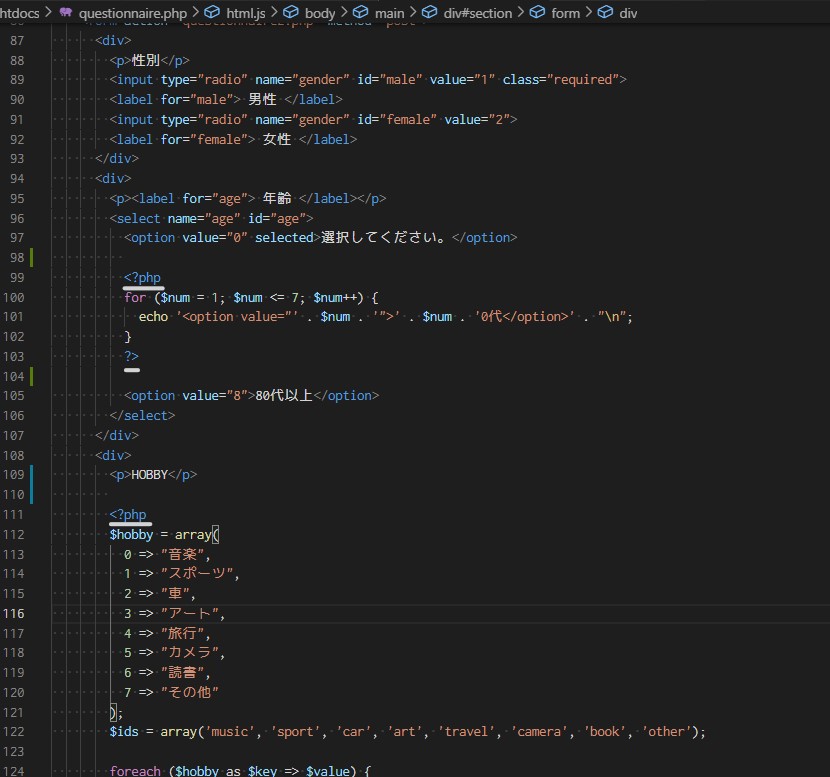 htdocs > questionnaire.php > html.js > body > main > div#section > form > div
87 <div>
88 <p>性別</p>
89 <input type="radio" name="gender" id="male" value="1" class="required">
90 <label for="male"> 男性 </label>
91 <input type="radio" name="gender" id="female" value="2">
92 <label for="female"> 女性 </label>
93 </div>
94 <div>
95 <p><label for="age"> 年齢 </label></p>
96 <select name="age" id="age">
97 <option value="0" selected>選択してください。</option>
98
99 <?php
100 for ($num = 1; $num <= 7; $num++) {
101 echo '<option value="' . $num . '">' . $num . '0代</option>' . "\n";
102 }
103 ?>
104
105 <option value="8">80代以上</option>
106 </select>
107 </div>
108 <div>
109 <p>HOBBY</p>
110
111 <?php
112 $hobby = array(
113 0 => "音楽",
114 1 => "スポーツ",
115 2 => "車",
116 3 => "アート",
117 4 => "旅行",
118 5 => "カメラ",
119 6 => "読書",
120 7 => "その他"
121 );
122 $ids = array('music', 'sport', 'car', 'art', 'travel', 'camera', 'book', 'other');
123
124 foreach ($hobby as $key => $value) {